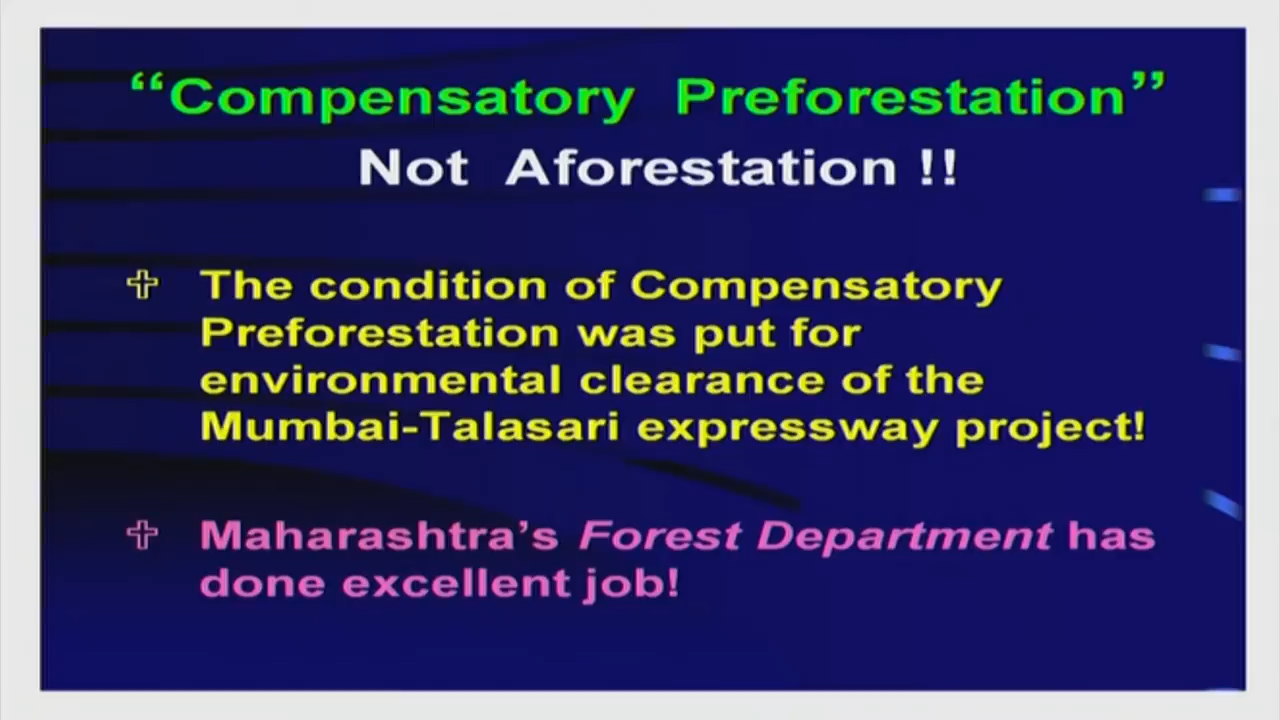 “Compensatory Preforestation”
Not Aforestation !!
✞ The condition of Compensatory
Preforestation was put for
environmental clearance of the
Mumbai-Talasari expressway project!
✞ Maharashtra’s Forest Department has
done excellent job!